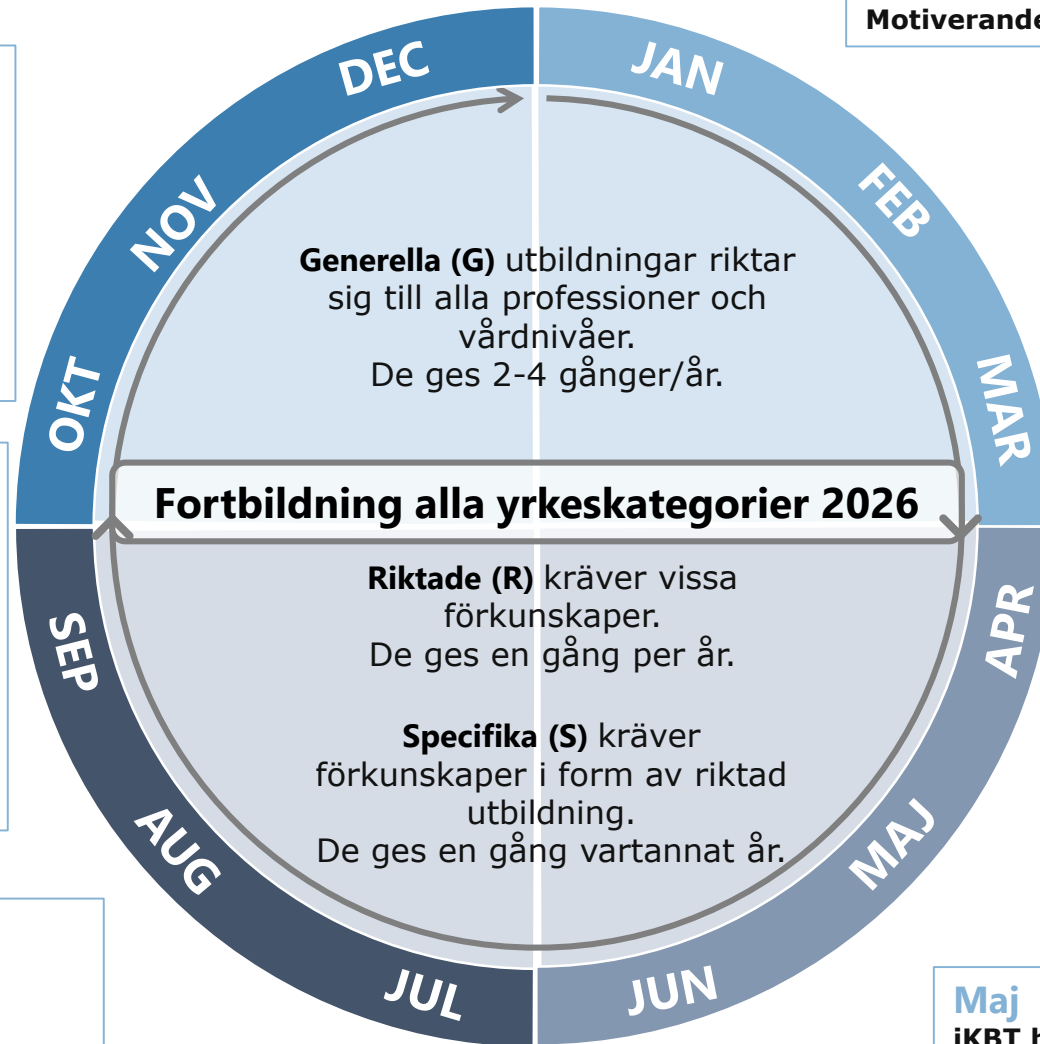 Motiverande
DEC
JAN
NOV
FEB
OKT
MAR
Generella (G) utbildningar riktar
sig till alla professioner och
vårdnivåer.
De ges 2-4 gånger/år.
Fortbildning alla yrkeskategorier 2026
Riktade (R) kräver vissa
förkunskaper.
De ges en gång per år.
Specifika (S) kräver
förkunskaper i form av riktad
utbildning.
De ges en gång vartannat år.
SEP
APR
AUG
MAJ
JUL
JUN
Maj
iKBT